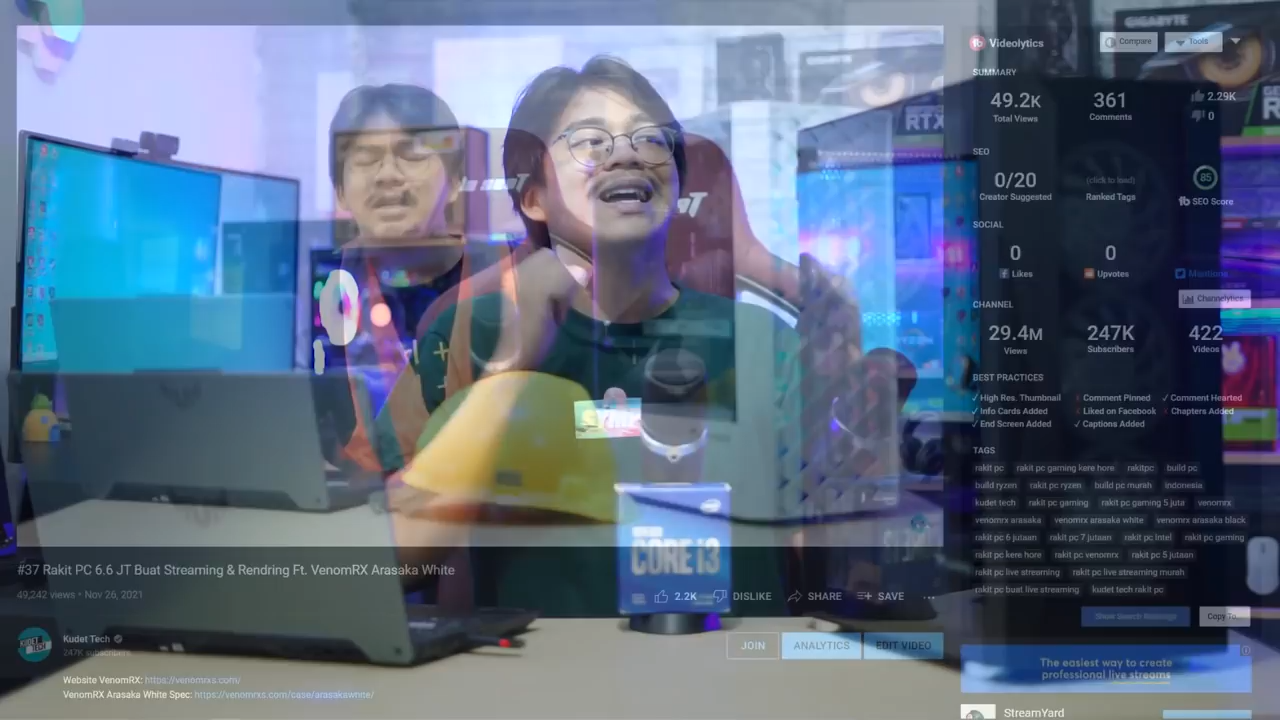 GIGABYTE
Videolytics
Compare
Tools
SUMMARY
49.2K
Total Views
361
Comments
2.29K
0
SEO
0/20
Creator Suggested
(click to load)
Ranked Tags
85
SEO Score
SOCIAL
0
Likes
0
Upvotes
Mentions
Channelytics
CHANNEL
29.4M
Views
247K
Subscribers
422
Videos
BEST PRACTICES
High Res. Thumbnail
Comment Pinned
Comment Hearted
Info Cards Added
Liked on Facebook
Chapters Added
End Screen Added
Captions Added
TAGS
rakit pc rakit pc gaming kere hore rakitpc build pc
build ryzen rakit pc ryzen build pc murah indonesia
kudet tech rakit pc gaming rakit pc gaming 5 juta venomrx
venomrx arasaka venomrx arasaka white venomrx arasaka black
rakit pc 6 jutaan rakit pc 7 jutaan rakit pc intel rakit pc gaming
rakit pc kere hore rakit pc venomrx rakit pc 5 jutaan
rakit pc live streaming rakit pc live streaming murah
rakit pc buat live streaming kudet tech rakit pc
Copy To...
The easiest way to create
professional live streams
StreamYard
RTX
intel
CORE i3
#37 Rakit PC 6.6 JT Buat Streaming & Rendring Ft. VenomRX Arasaka White
49,242 views • Nov 26, 2021
2.2K
DISLIKE
SHARE
SAVE
KUDET TECH
Kudet Tech
247K subscribers
JOIN
ANALYTICS
EDIT VIDEO
Website VenomRX: https://venomrxs.com/
VenomRX Arasaka White Spec: https://venomrxs.com/case/arasakawhite/